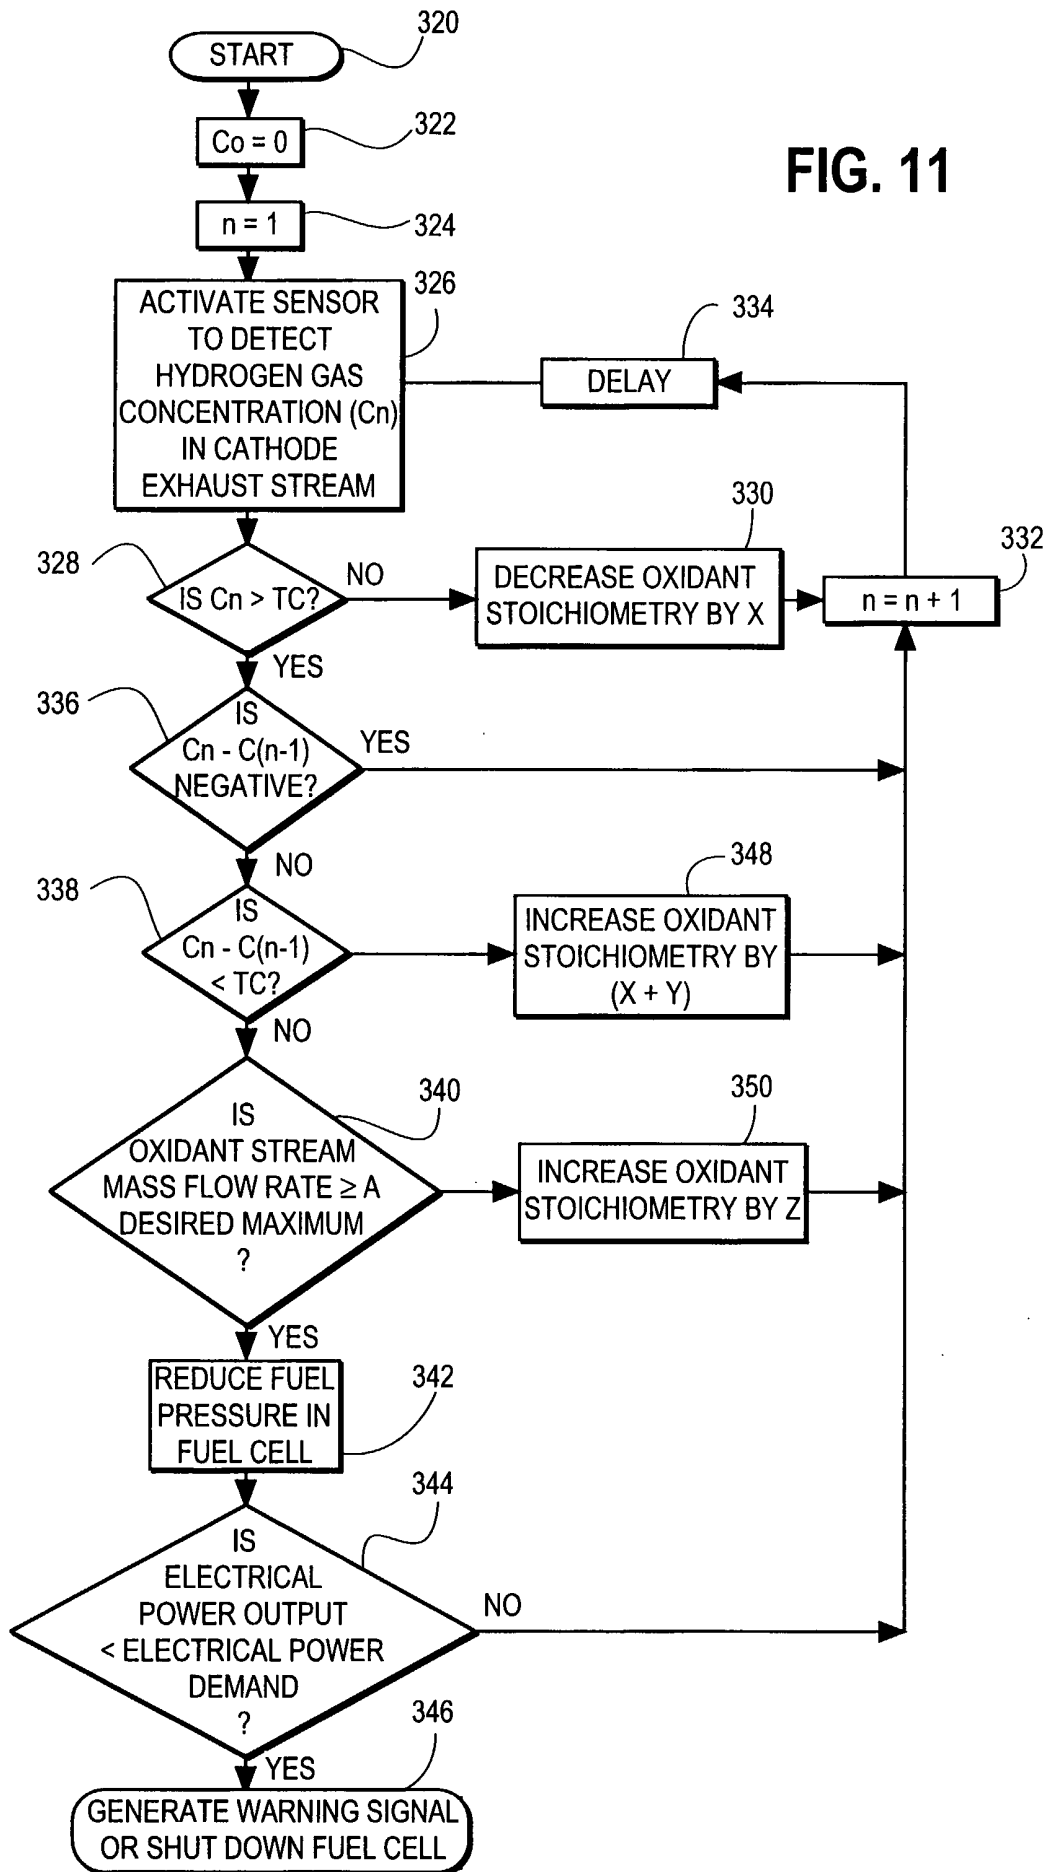 320
START
322
Co = 0
FIG. 11
324
n = 1
326
ACTIVATE SENSOR
TO DETECT
HYDROGEN GAS
CONCENTRATION (Cn)
IN CATHODE
EXHAUST STREAM
334
DELAY
328
IS Cn > TC?
NO
330
DECREASE OXIDANT
STOICHIOMETRY BY X
332
n = n + 1
YES
336
IS
Cn - C(n-1)
NEGATIVE?
YES
NO
338
IS
Cn - C(n-1)
< TC?
348
INCREASE OXIDANT
STOICHIOMETRY BY
(X + Y)
NO
340
IS
OXIDANT STREAM
MASS FLOW RATE ≥ A
DESIRED MAXIMUM
?
350
INCREASE OXIDANT
STOICHIOMETRY BY Z
YES
342
REDUCE FUEL
PRESSURE IN
FUEL CELL
344
IS
ELECTRICAL
POWER OUTPUT
< ELECTRICAL POWER
DEMAND
?
NO
YES
346
GENERATE WARNING SIGNAL
OR SHUT DOWN FUEL CELL